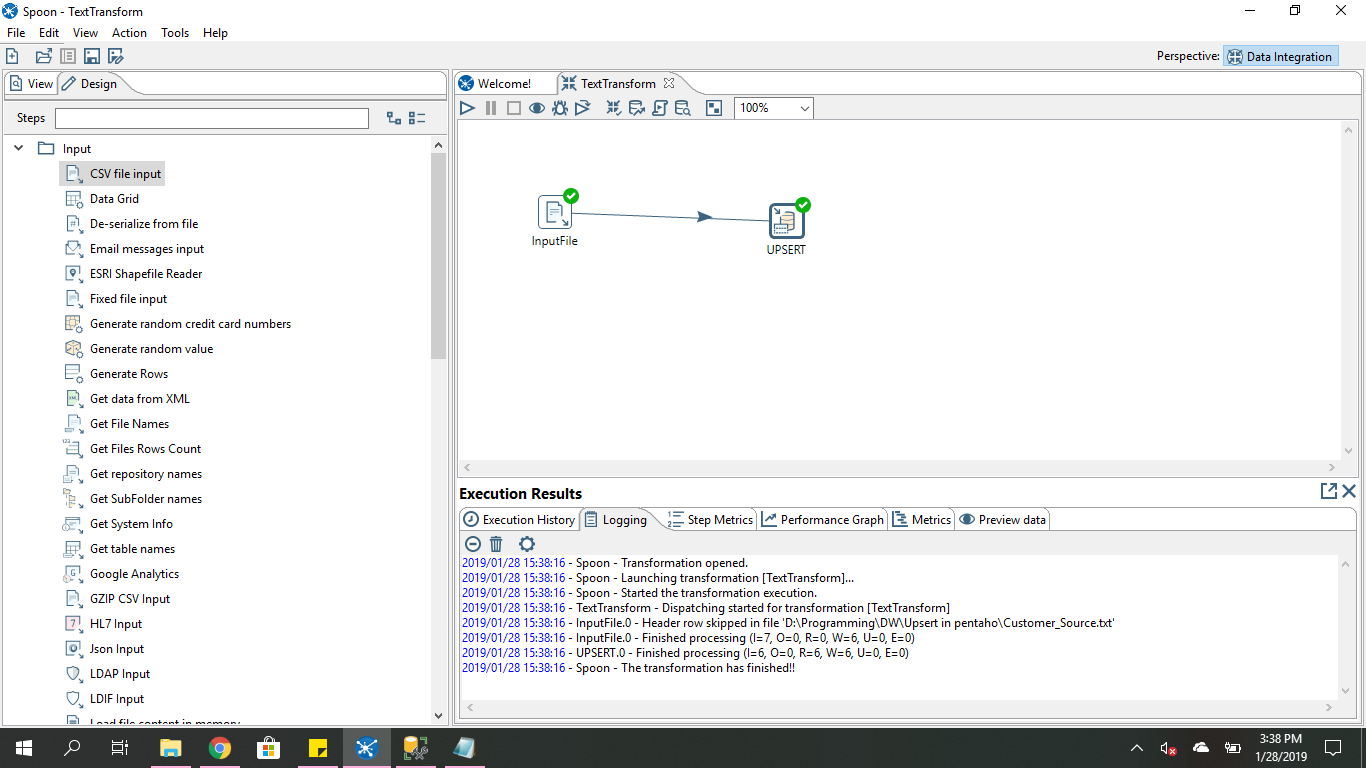 Spoon - TextTransform
File Edit View Action Tools Help
Perspective: Data Integration
View Design
Steps
Input
CSV file input
Data Grid
De-serialize from file
Email messages input
ESRI Shapefile Reader
Fixed file input
Generate random credit card numbers
Generate random value
Generate Rows
Get data from XML
Get File Names
Get Files Rows Count
Get repository names
Get SubFolder names
Get System Info
Get table names
Google Analytics
GZIP CSV Input
HL7 Input
Json Input
LDAP Input
LDIF Input
Load file content in memory
Welcome! TextTransform
100%
InputFile
UPSERT
Execution Results
Execution History Logging Step Metrics Performance Graph Metrics Preview data
2019/01/28 15:38:16 - Spoon - Transformation opened.
2019/01/28 15:38:16 - Spoon - Launching transformation [TextTransform]...
2019/01/28 15:38:16 - Spoon - Started the transformation execution.
2019/01/28 15:38:16 - TextTransform - Dispatching started for transformation [TextTransform]
2019/01/28 15:38:16 - InputFile.0 - Header row skipped in file 'D:\Programming\DW\Upsert in pentaho\Customer_Source.txt'
2019/01/28 15:38:16 - InputFile.0 - Finished processing (I=7, O=0, R=0, W=6, U=0, E=0)
2019/01/28 15:38:16 - UPSERT.0 - Finished processing (I=6, O=0, R=6, W=6, U=0, E=0)
2019/01/28 15:38:16 - Spoon - The transformation has finished!!
3:38 PM
1/28/2019